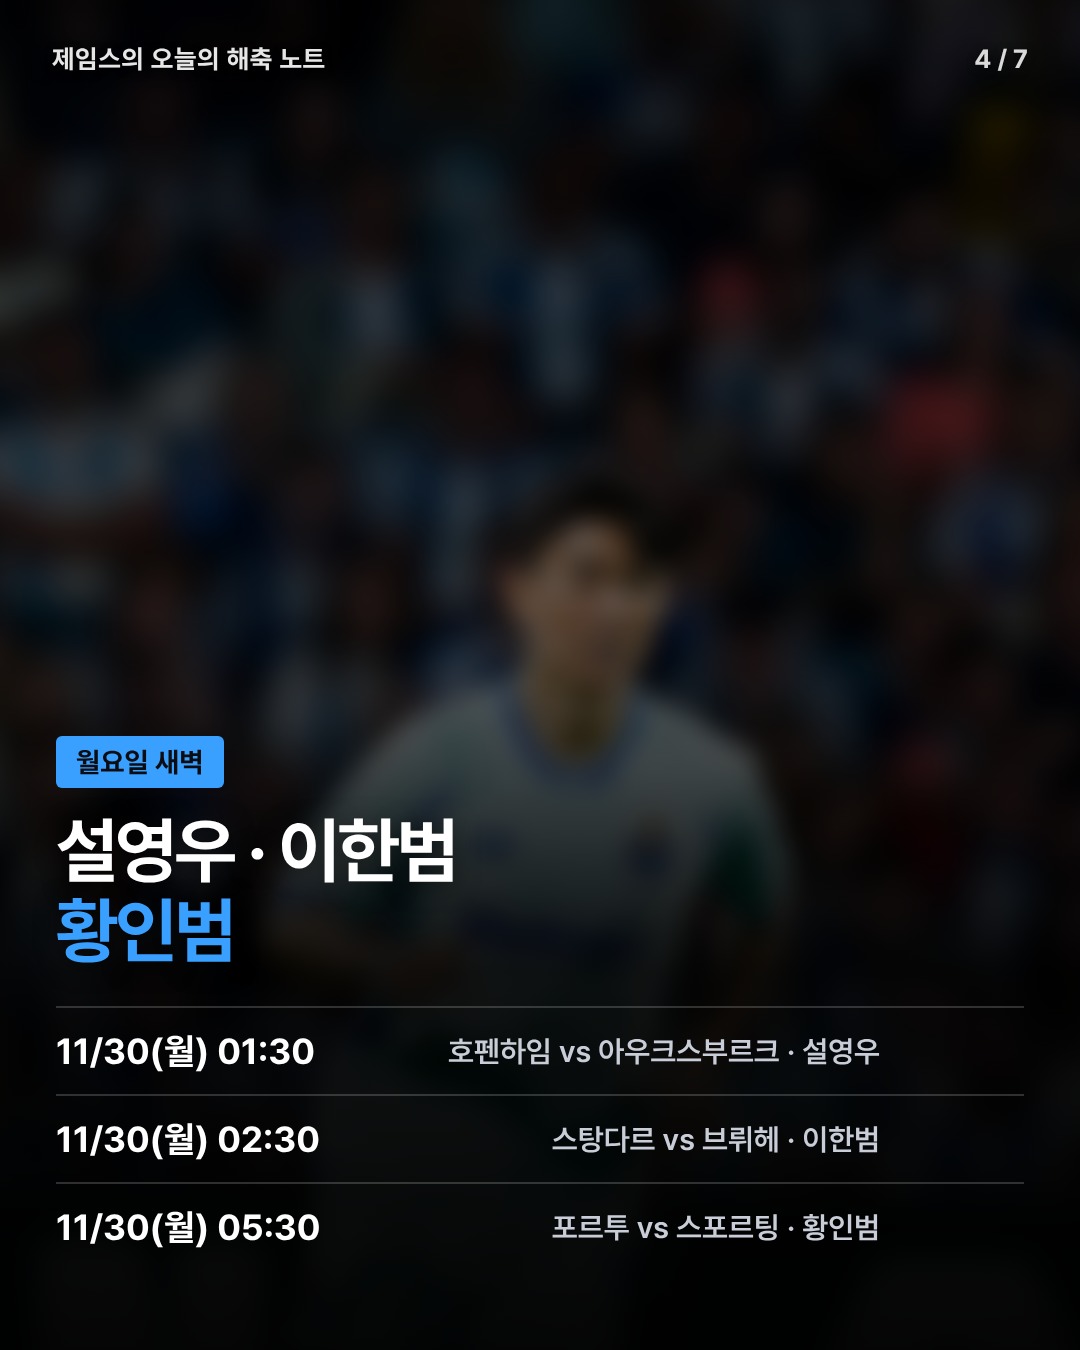 제임스의 오늘의 해축 노트
4 / 7
월요일 새벽
설영우 · 이한범
황인범
11/30(월) 01:30 호펜하임 vs 아우크스부르크 · 설영우
11/30(월) 02:30 스탕다르 vs 브뤼헤 · 이한범
11/30(월) 05:30 포르투 vs 스포르팅 · 황인범